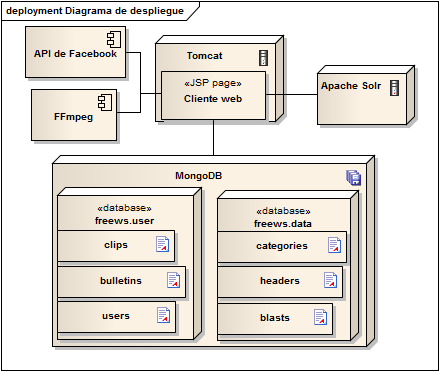 deployment Diagrama de despliegue
API de Facebook
FFmpeg
Tomcat
«JSP page»
Cliente web
Apache Solr
MongoDB
«database»
freews.user
clips
bulletins
users
«database»
freews.data
categories
headers
blasts